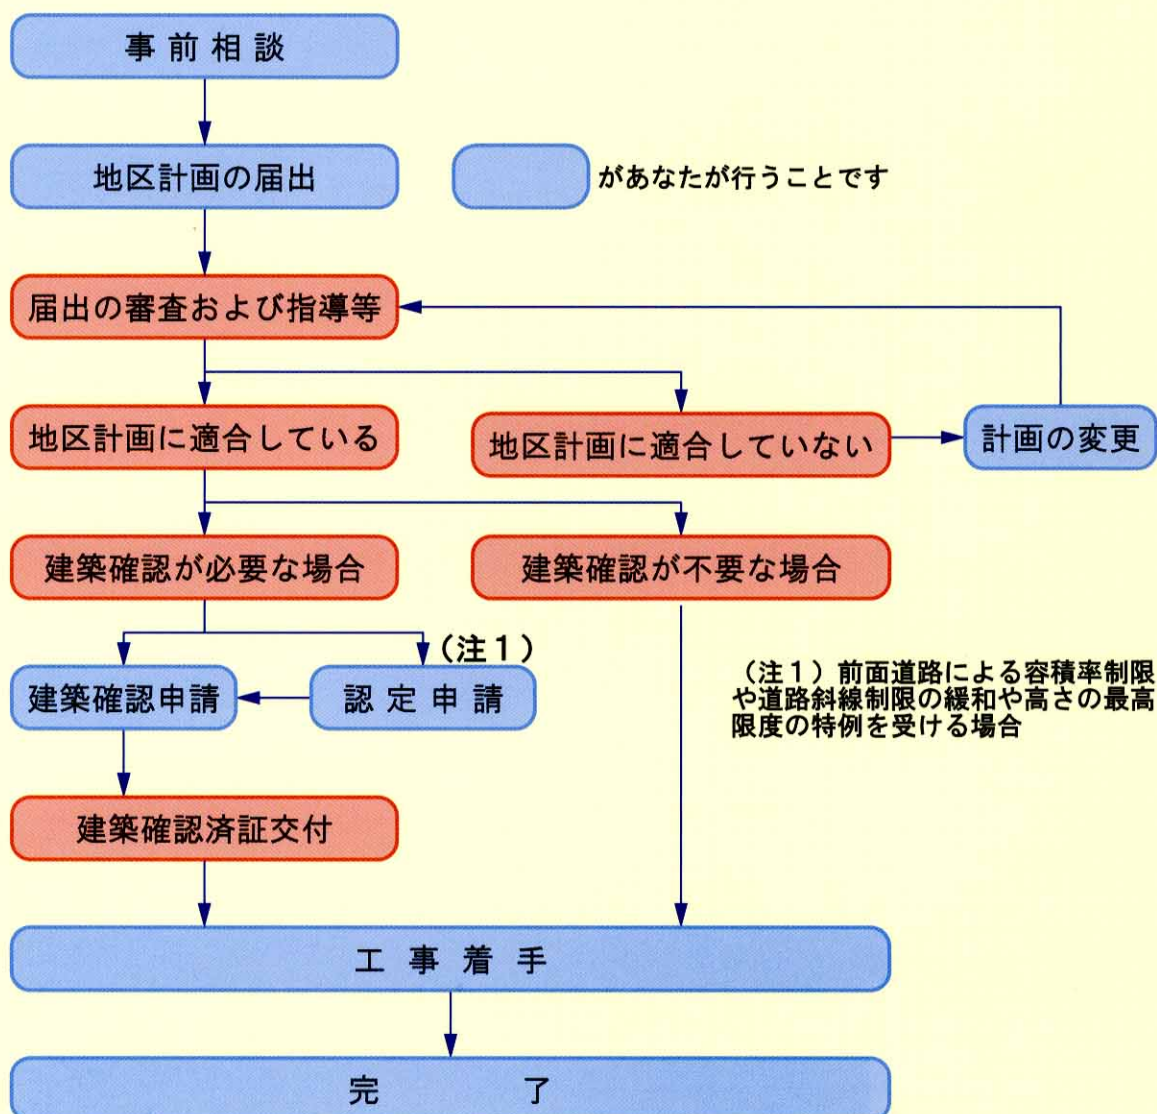 事前相談
地区計画の届出
があなたが行うことです
届出の審査および指導等
地区計画に適合している
地区計画に適合していない
計画の変更
建築確認が必要な場合
建築確認が不要な場合
(注1)
建築確認申請
認定申請
(注1)前面道路による容積率制限
や道路斜線制限の緩和や高さの最高
限度の特例を受ける場合
建築確認済証交付
工事着手
完了